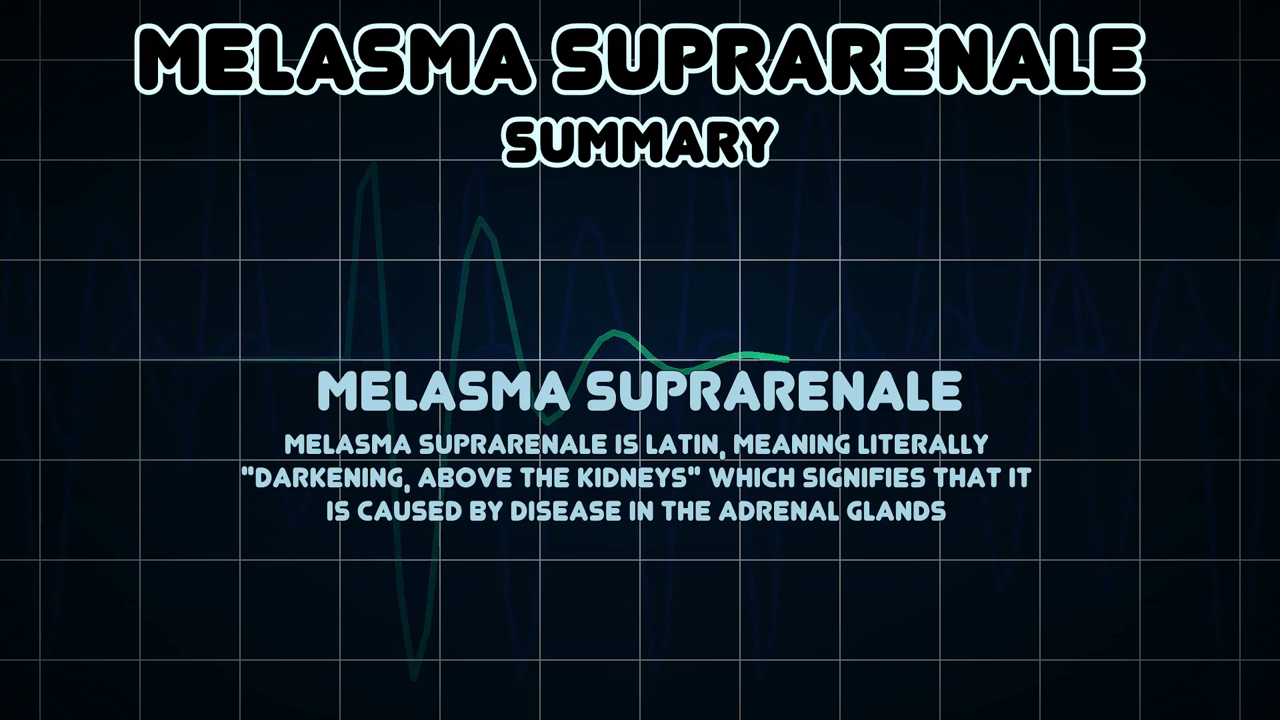 MELASMA SUPRARENALE
SUMMARY
MELASMA SUPRARENALE
MELASMA SUPRARENALE IS LATIN, MEANING LITERALLY
"DARKENING, ABOVE THE KIDNEYS" WHICH SIGNIFIES THAT IT
IS CAUSED BY DISEASE IN THE ADRENAL GLANDS